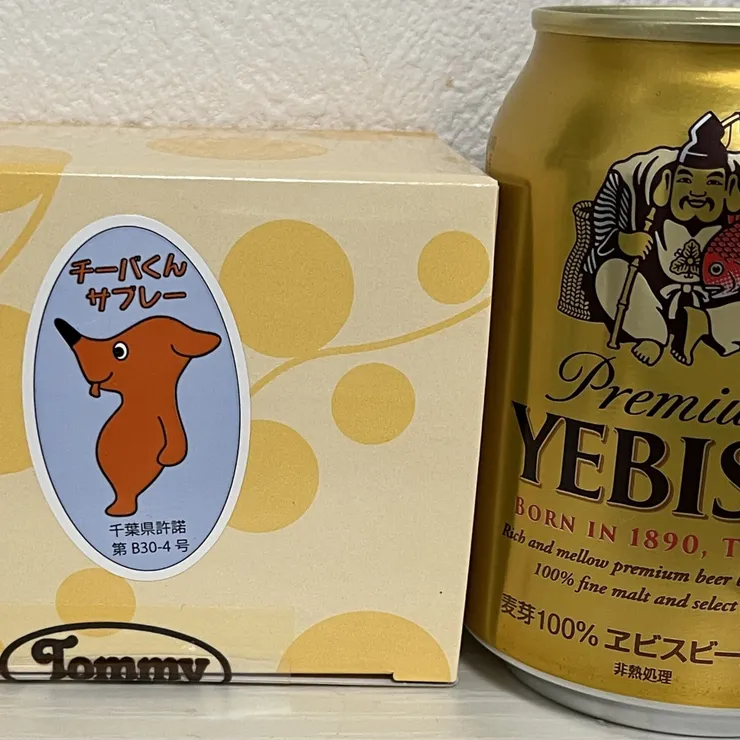 チーバくん
サブレー
千葉県許諾
第 B30-4 号
Tommy
Premiu
YEBIS
BORN IN 1890, T
Rich and mellow premium beer
100% fine malt and select
麦芽100% ヱビスビー
非熱処理